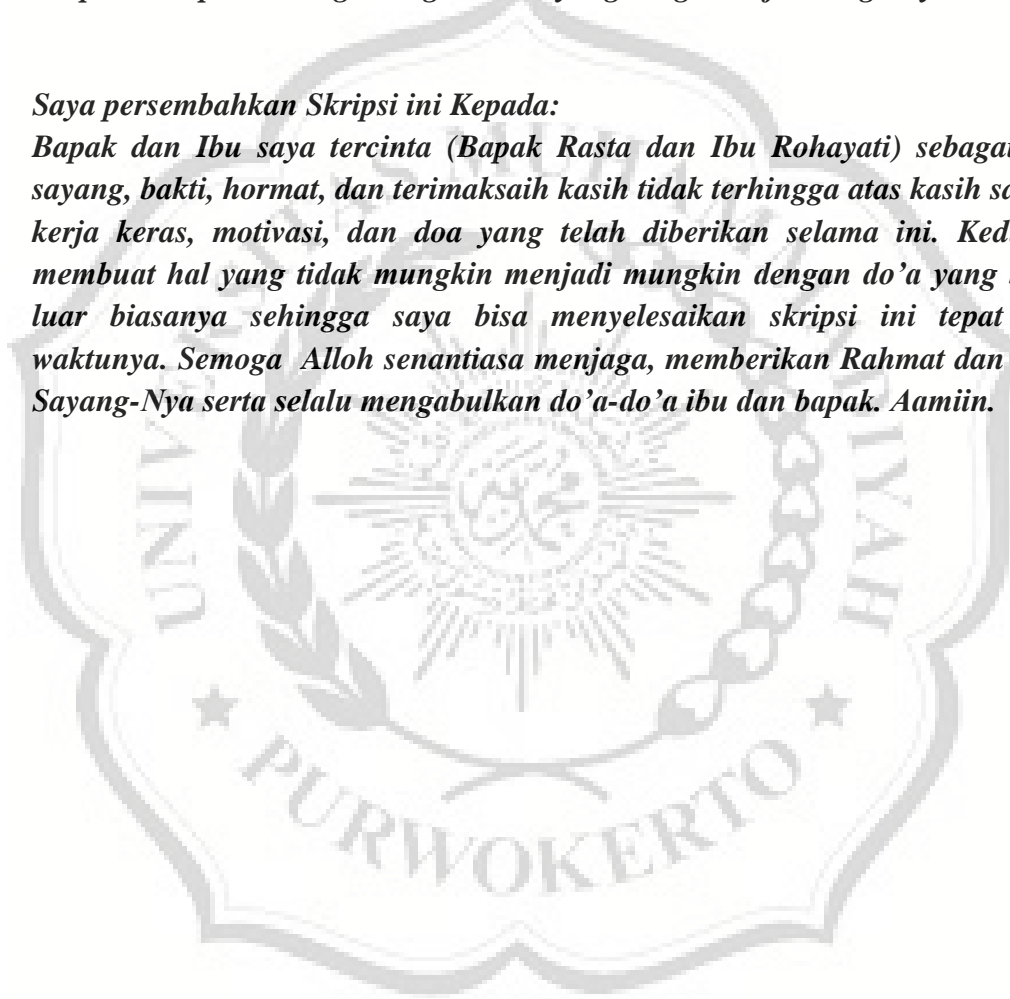 Saya persembahkan Skripsi ini Kepada:
Bapak dan Ibu saya tercinta (Bapak Rasta dan Ibu Rohayati) sebagai
sayang, bakti, hormat, dan terimaksaih kasih tidak terhingga atas kasih
kerja keras, motivasi, dan doa yang telah diberikan selama ini.
membuat hal yang tidak mungkin menjadi mungkin dengan do’a yang
luar biasanya sehingga saya bisa menyelesaikan skripsi ini tepat
waktunya. Semoga Alloh senantiasa menjaga, memberikan Rahmat dan
Sayang-Nya serta selalu mengabulkan do’a-do’a ibu dan bapak. Aamiin.
UNIVERSITAS MUHAMMADIYAH
PURWOKERTO